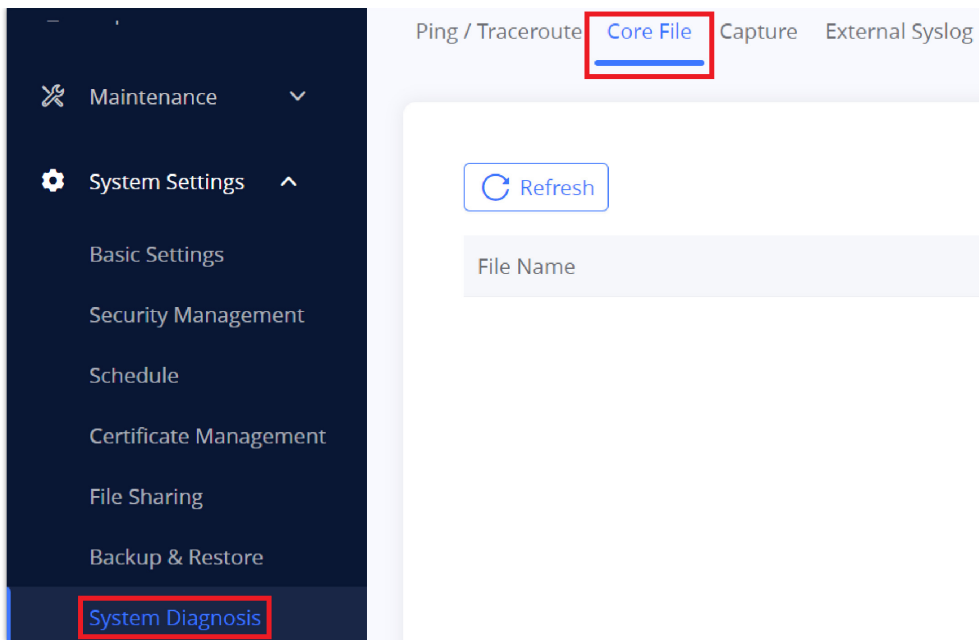 Maintenance
System Settings
Basic Settings
Security Management
Schedule
Certificate Management
File Sharing
Backup & Restore
System Diagnosis
Ping / Traceroute Core File Capture External Syslog
Refresh
File Name